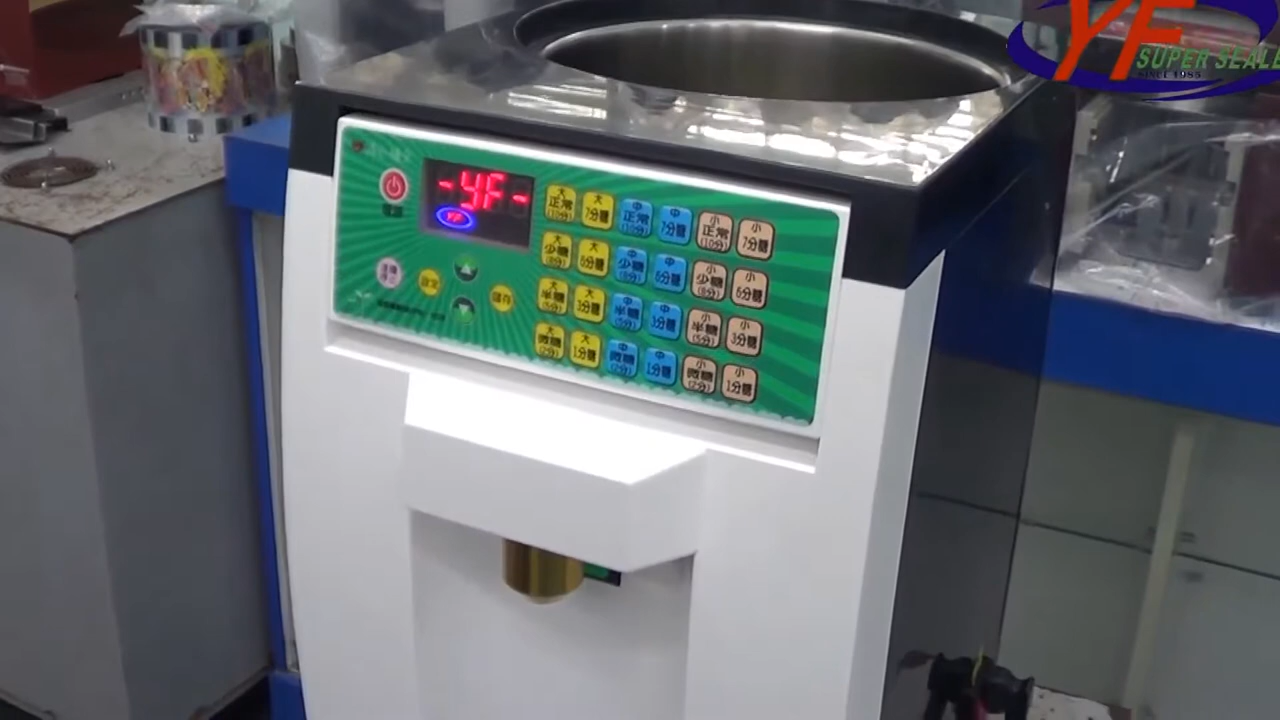 YF
SUPER SEALE
SINCE 1985
-YF-
YF
大 正常 (10分)
大 7分糖
中 正常 (10分)
中 7分糖
小 正常 (10分)
小 7分糖
大 少糖 (8分)
大 6分糖
中 少糖 (8分)
中 6分糖
小 少糖 (8分)
小 6分糖
大 半糖 (5分)
大 3分糖
中 半糖 (5分)
中 3分糖
小 半糖 (5分)
小 3分糖
大 微糖 (2分)
大 1分糖
中 微糖 (2分)
中 1分糖
小 微糖 (2分)
小 1分糖
設定
儲存